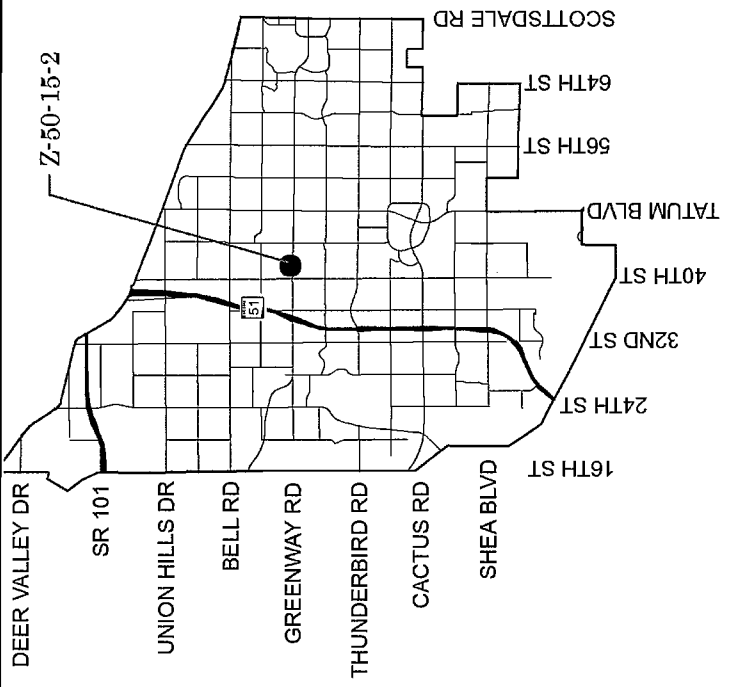 Z-50-15-2
DEER VALLEY DR
SR 101
UNION HILLS DR
BELL RD
GREENWAY RD
THUNDERBIRD RD
CACTUS RD
SHEA BLVD
51
16TH ST
24TH ST
32ND ST
40TH ST
TATUM BLVD
56TH ST
64TH ST
SCOTTSDALE RD